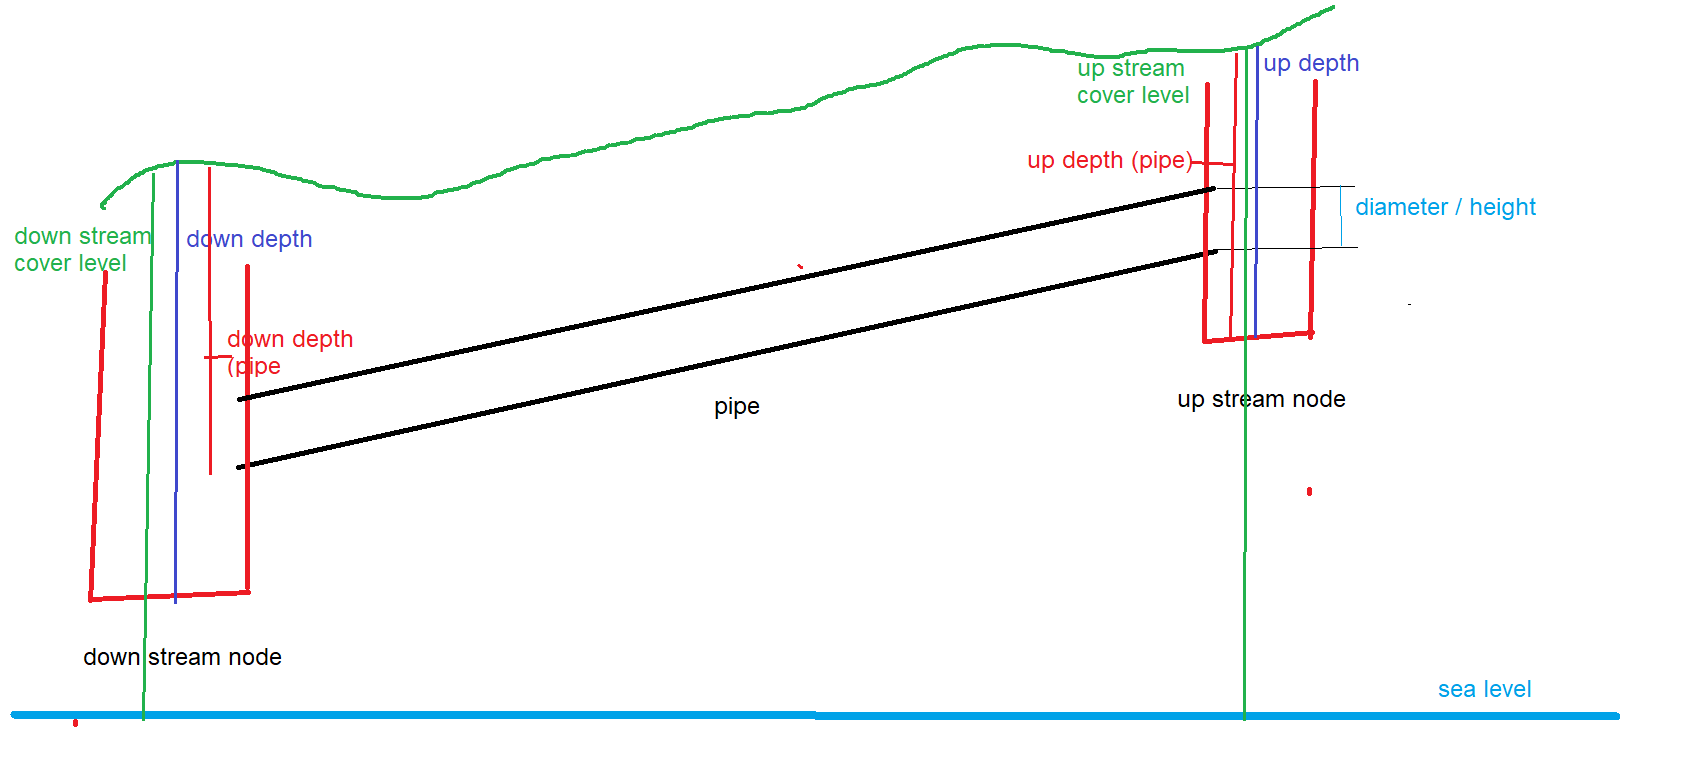 up stream
cover level
up depth
up depth (pipe)
diameter / height
down stream
cover level
down depth
down depth
(pipe
pipe
up stream node
down stream node
sea level